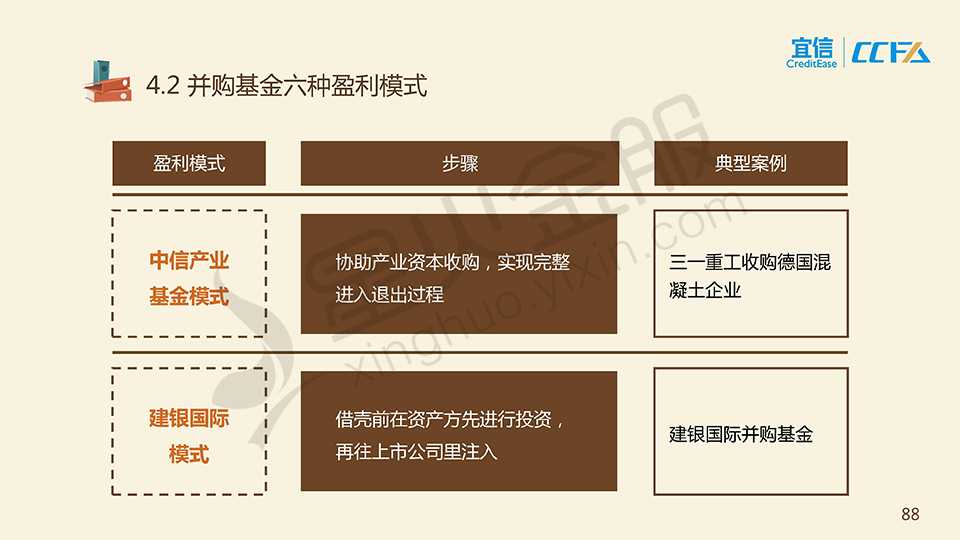 宜信
CreditEase
CCFA
4.2 并购基金六种盈利模式
盈利模式
步骤
典型案例
中信产业
基金模式
协助产业资本收购，实现完整
进入退出过程
三一重工收购德国混
凝土企业
建银国际
模式
借壳前在资产方先进行投资，
再往上市公司里注入
建银国际并购基金
星火金服
xinghuo.yixin.com
88